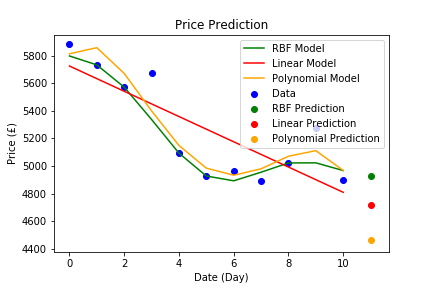 Price Prediction
RBF Model
Linear Model
Polynomial Model
Data
RBF Prediction
Linear Prediction
Polynomial Prediction
5800
5600
5400
5200
5000
4800
4600
4400
Price (£)
0 2 4 6 8 10
Date (Day)